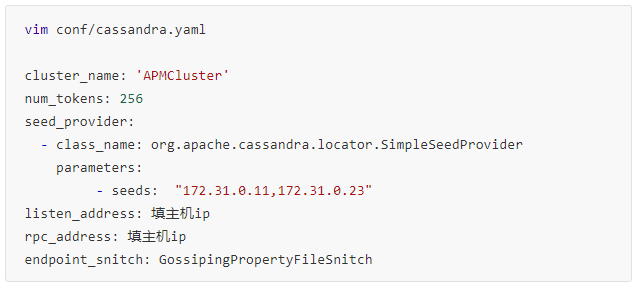 vim conf/cassandra.yaml
cluster_name: 'APMCluster'
num_tokens: 256
seed_provider:
- class_name: org.apache.cassandra.locator.SimpleSeedProvider
parameters:
- seeds: "172.31.0.11,172.31.0.23"
listen_address: 填主机ip
rpc_address: 填主机ip
endpoint_snitch: GossipingPropertyFileSnitch